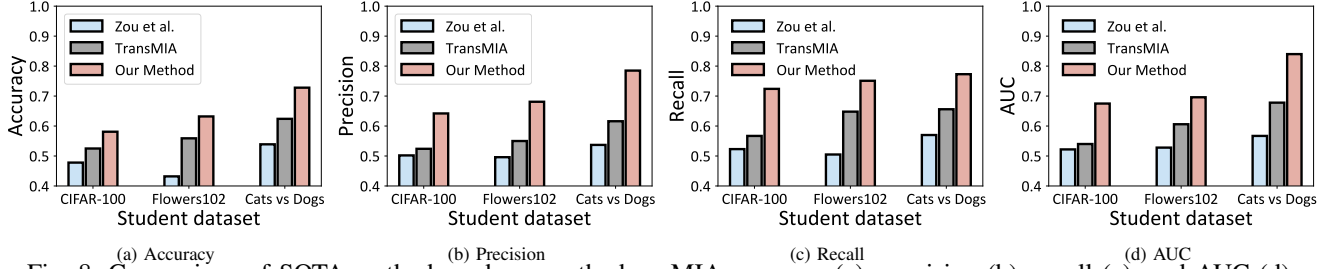 1.0
0.9
0.8
0.7
0.6
0.5
0.4
Accuracy
Zou et al.
TransMIA
Our Method
CIFAR-100 Flowers102 Cats vs Dogs
Student dataset
(a) Accuracy
1.0
0.9
0.8
0.7
0.6
0.5
0.4
Precision
Zou et al.
TransMIA
Our Method
CIFAR-100 Flowers102 Cats vs Dogs
Student dataset
(b) Precision
1.0
0.9
0.8
0.7
0.6
0.5
0.4
Recall
Zou et al.
TransMIA
Our Method
CIFAR-100 Flowers102 Cats vs Dogs
Student dataset
(c) Recall
1.0
0.9
0.8
0.7
0.6
0.5
0.4
AUC
Zou et al.
TransMIA
Our Method
CIFAR-100 Flowers102 Cats vs Dogs
Student dataset
(d) AUC